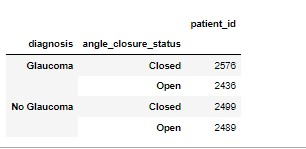 patient_id
diagnosis angle_closure_status
Glaucoma Closed 2576
Open 2436
No Glaucoma Closed 2499
Open 2489